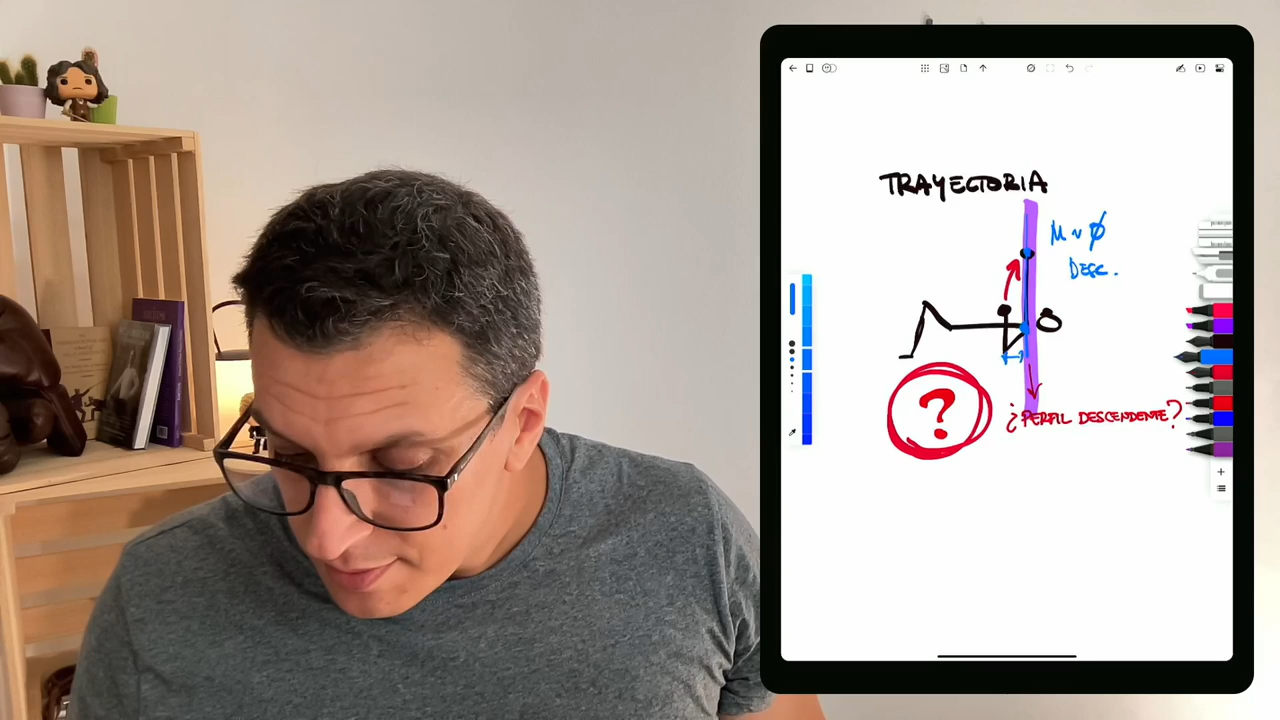 TRAYECTORIA
M ~ Ø
DESC.
?
¿PERFIL DESCENDENTE?